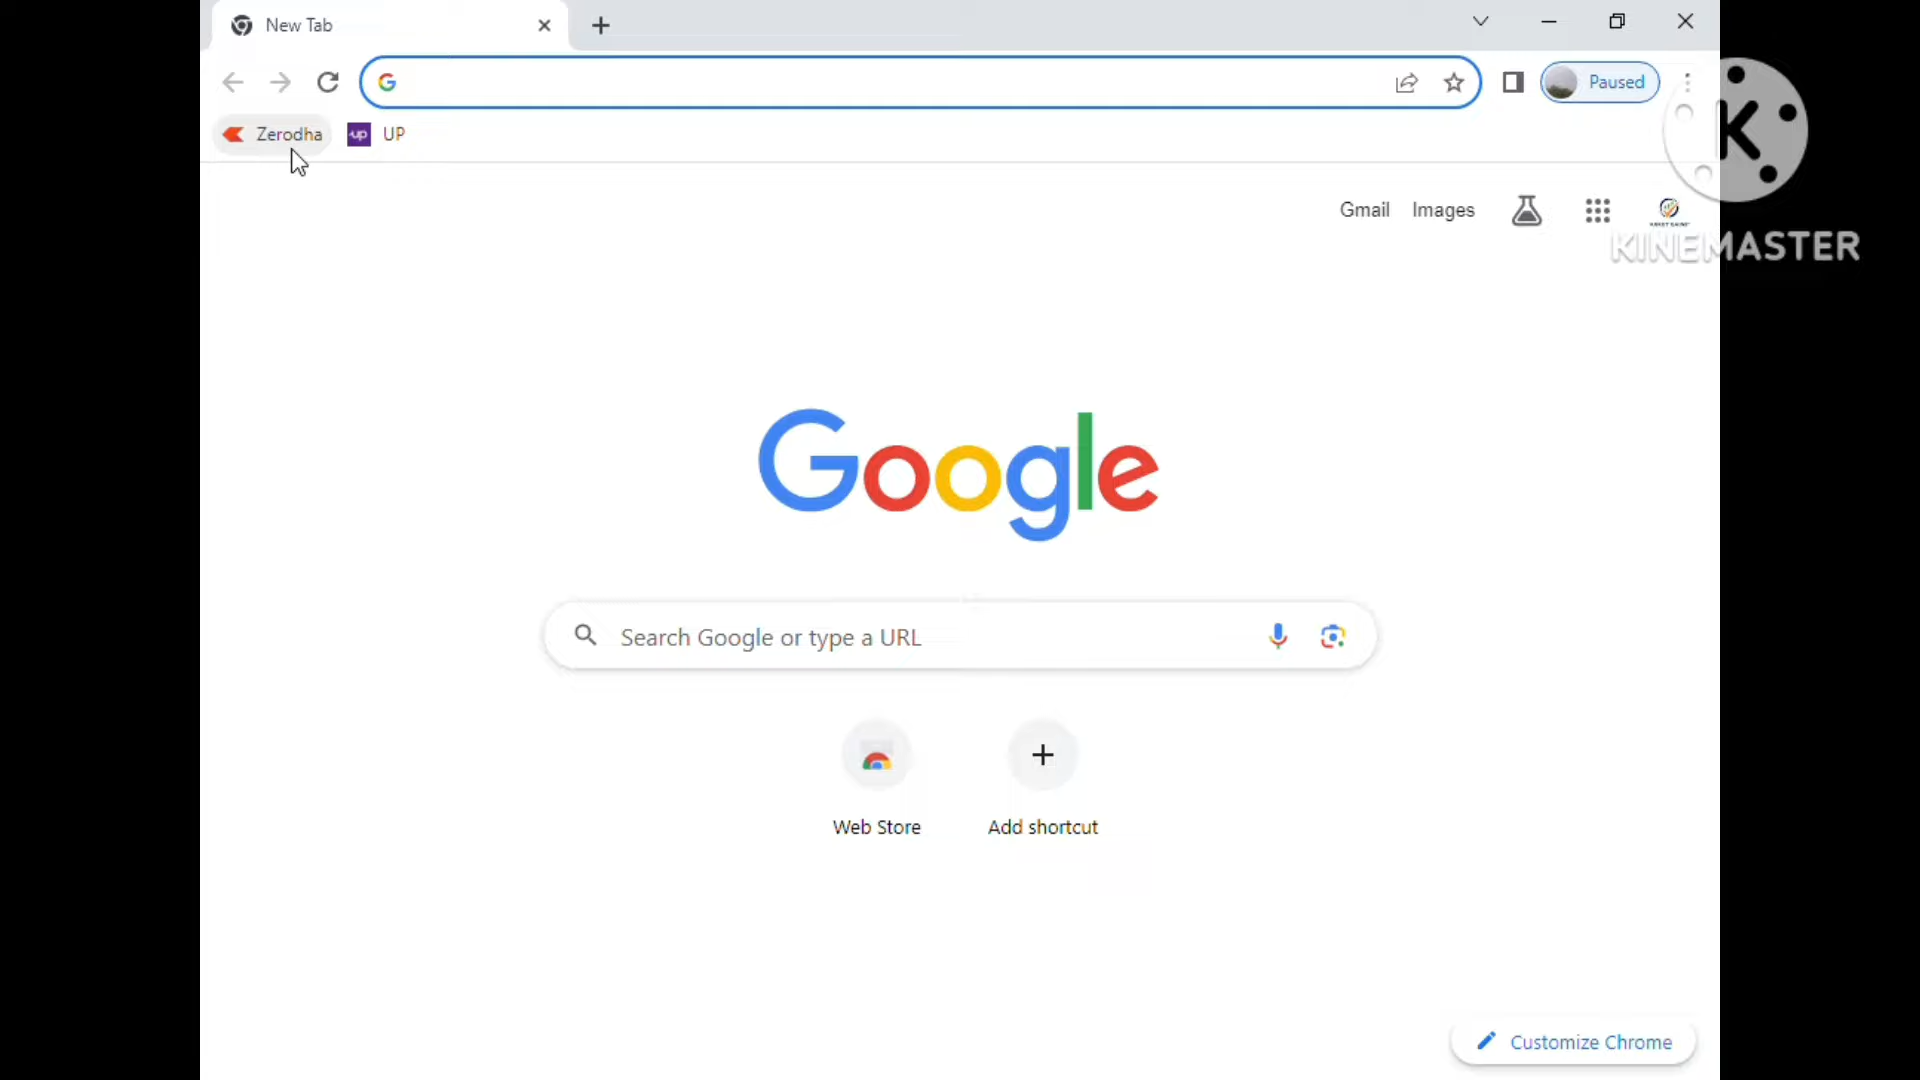 New Tab
Paused
Zerodha
up UP
K
KINEMASTER
Gmail Images
Google
Search Google or type a URL
Web Store Add shortcut
Customize Chrome